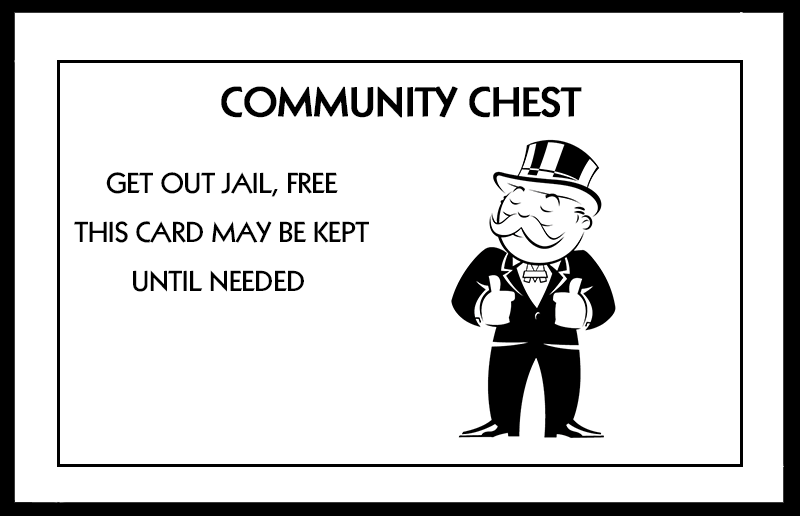 COMMUNITY CHEST
GET OUT JAIL, FREE
THIS CARD MAY BE KEPT
UNTIL NEEDED